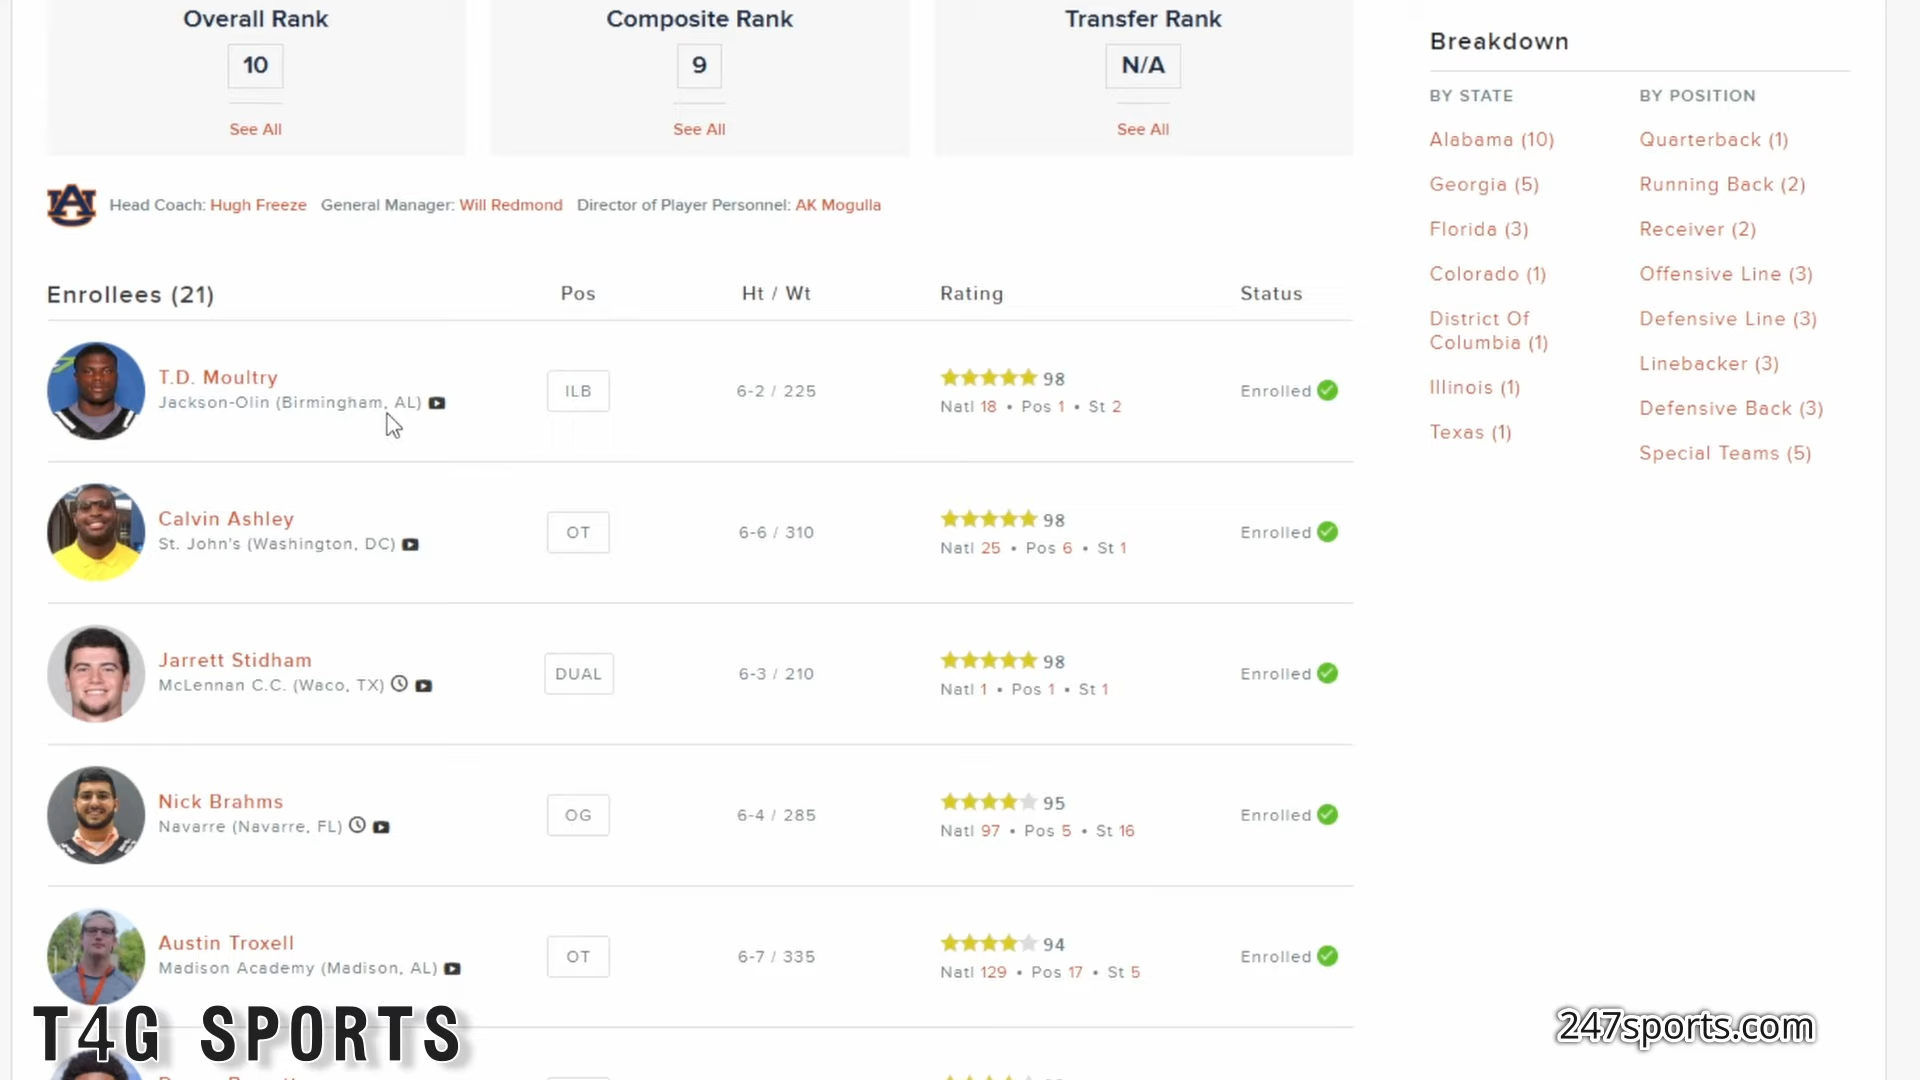 Overall Rank
10
See All
Composite Rank
9
See All
Transfer Rank
N/A
See All
Head Coach: Hugh Freeze General Manager: Will Redmond Director of Player Personnel: AK Mogulla
Enrollees (21) Pos Ht / Wt Rating Status
T.D. Moultry
Jackson-Olin (Birmingham, AL)
ILB
6-2 / 225
98
Natl 18 • Pos 1 • St 2
Enrolled
Calvin Ashley
St. John's (Washington, DC)
OT
6-6 / 310
98
Natl 25 • Pos 6 • St 1
Enrolled
Jarrett Stidham
McLennan C.C. (Waco, TX)
DUAL
6-3 / 210
98
Natl 1 • Pos 1 • St 1
Enrolled
Nick Brahms
Navarre (Navarre, FL)
OG
6-4 / 285
95
Natl 97 • Pos 5 • St 16
Enrolled
Austin Troxell
Madison Academy (Madison, AL)
OT
6-7 / 335
94
Natl 129 • Pos 17 • St 5
Enrolled
Breakdown
BY STATE
Alabama (10)
Georgia (5)
Florida (3)
Colorado (1)
District Of
Columbia (1)
Illinois (1)
Texas (1)
BY POSITION
Quarterback (1)
Running Back (2)
Receiver (2)
Offensive Line (3)
Defensive Line (3)
Linebacker (3)
Defensive Back (3)
Special Teams (5)
T4G SPORTS
247sports.com